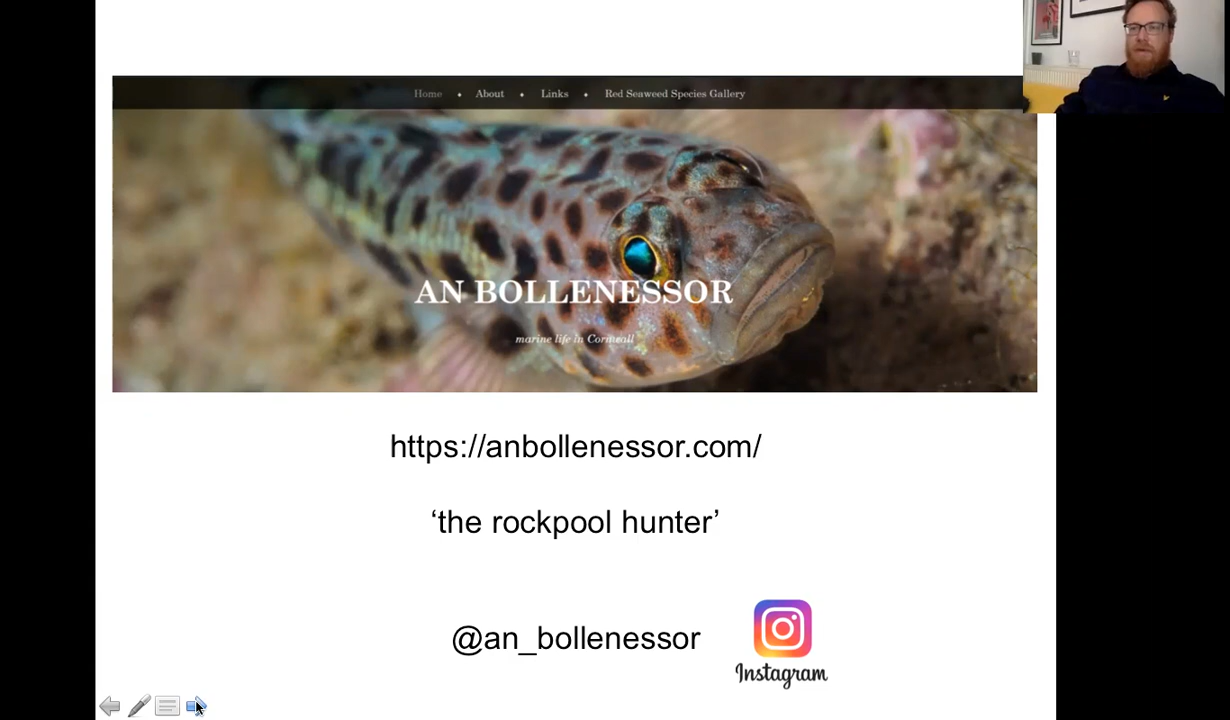 Home • About • Links • Red Seaweed Species Gallery
AN BOLLENESSOR
marine life in Cornwall
https://anbollenessor.com/
‘the rockpool hunter’
@an_bollenessor
Instagram